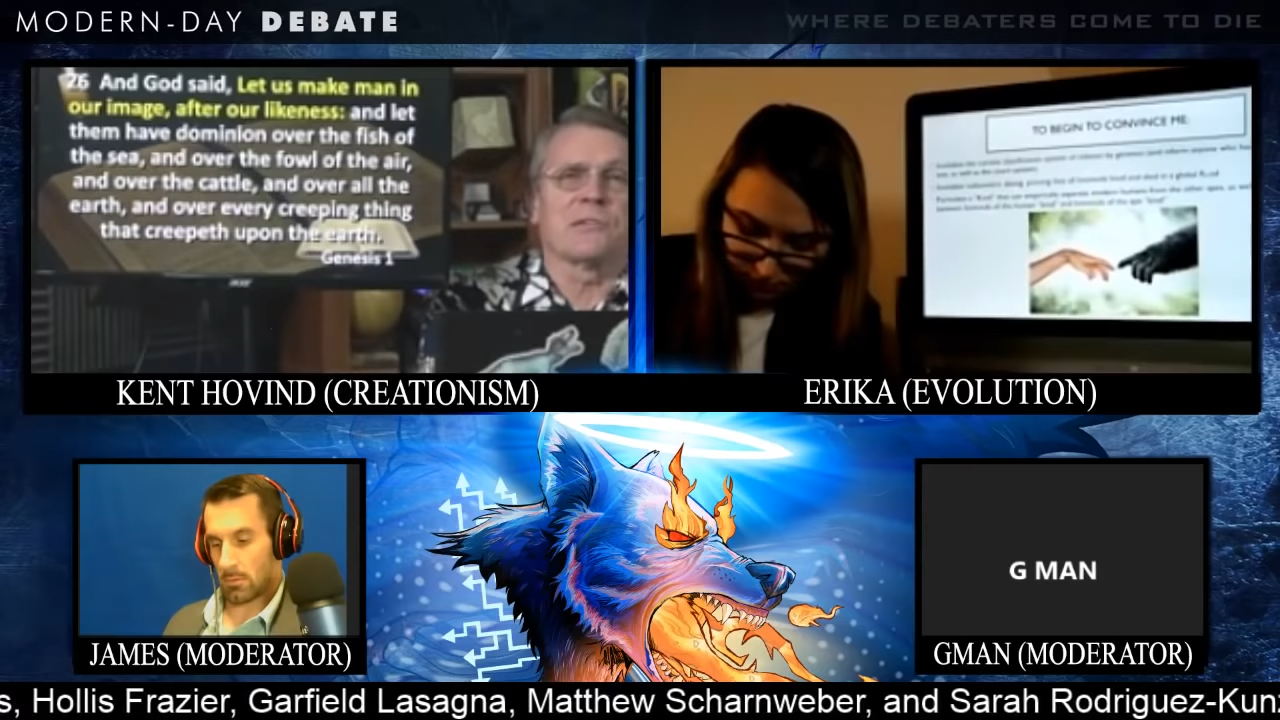 MODERN-DAY DEBATE
WHERE DEBATERS COME TO DIE
26 And God said, Let us make man in
our image, after our likeness: and let
them have dominion over the fish of
the sea, and over the fowl of the air,
and over the cattle, and over all the
earth, and over every creeping thing
that creepeth upon the earth.
Genesis 1
acer
TO BEGIN TO CONVINCE ME:
KENT HOVIND (CREATIONISM)
ERIKA (EVOLUTION)
G MAN
JAMES (MODERATOR)
GMAN (MODERATOR)
s, Hollis Frazier, Garfield Lasagna, Matthew Scharnweber, and Sarah Rodriguez-Kun